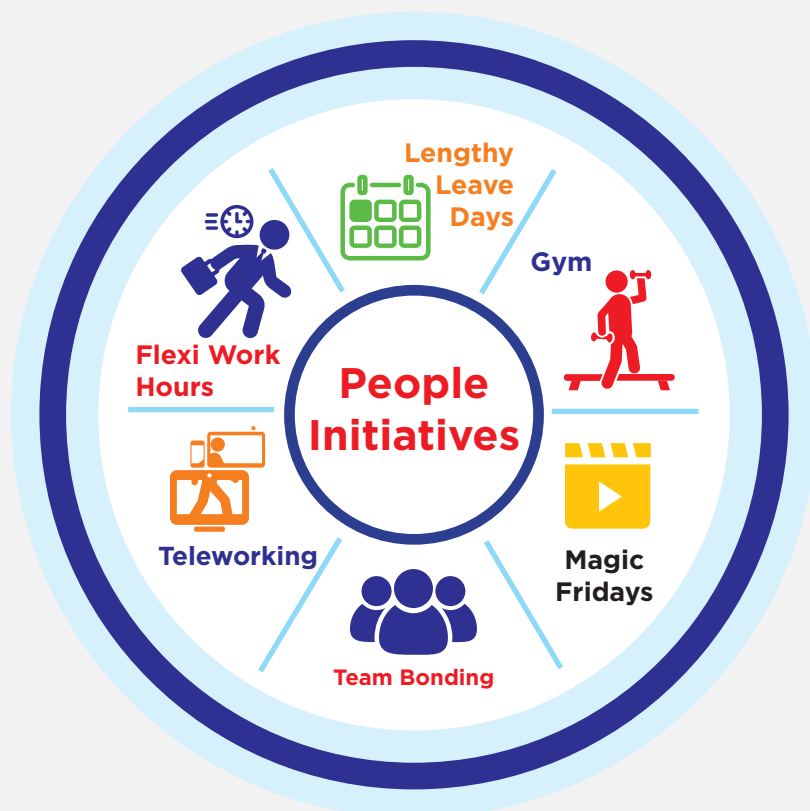 Lengthy
Leave
Days
Gym
Flexi Work
Hours
People
Initiatives
Teleworking
Magic
Fridays
Team Bonding